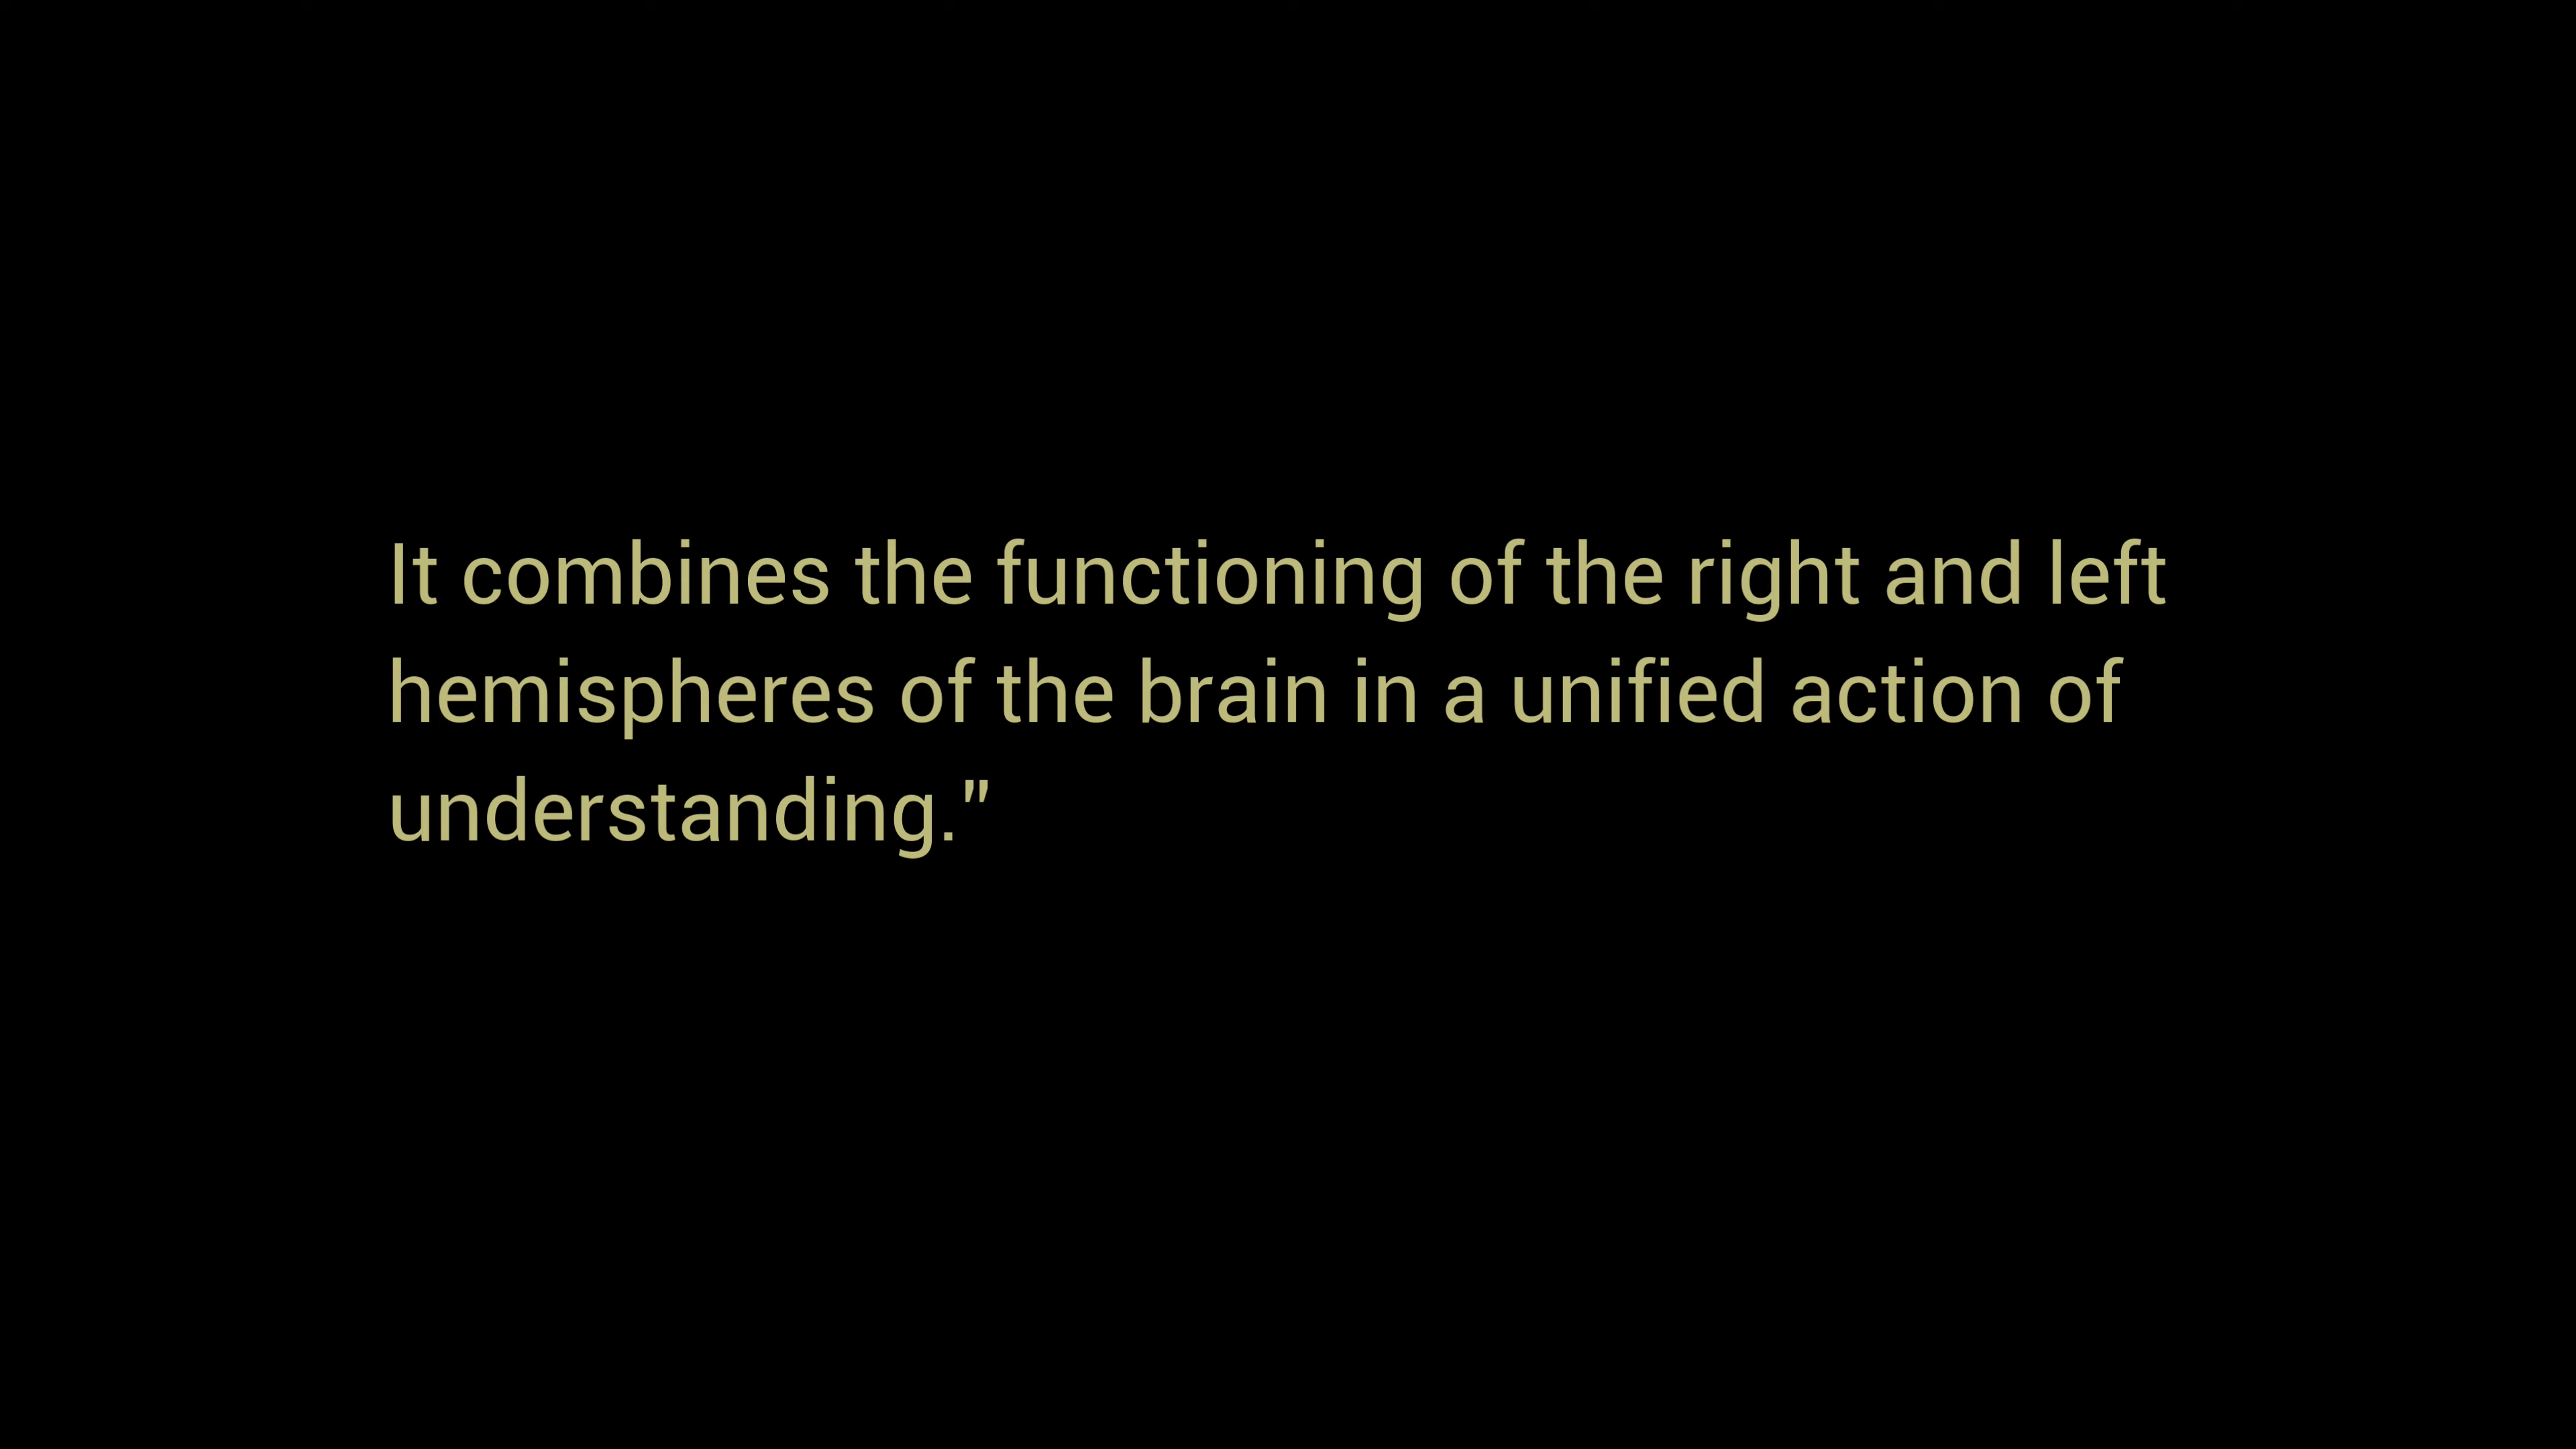 It combines the functioning of the right and left
hemispheres of the brain in a unified action of
understanding."